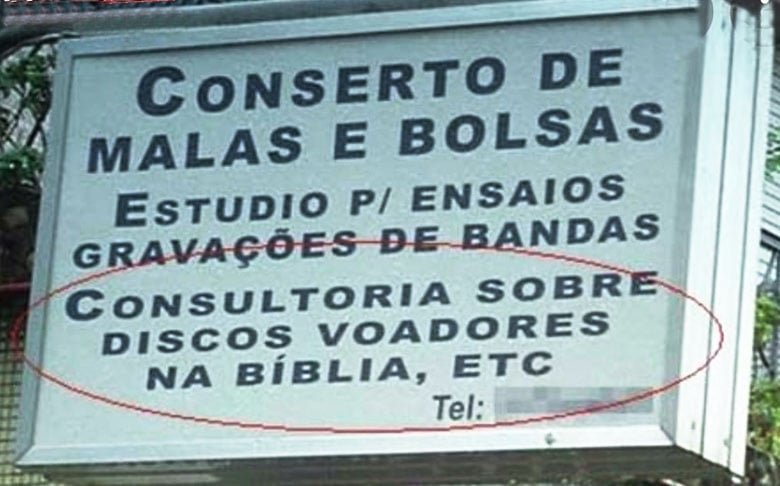 CONSERTO DE
MALAS E BOLSAS
ESTUDIO P/ ENSAIOS
GRAVAÇÕES DE BANDAS
CONSULTORIA SOBRE
DISCOS VOADORES
NA BÍBLIA, ETC
Tel: